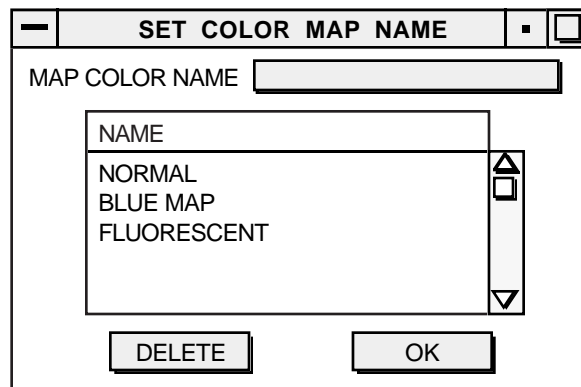 SET COLOR MAP NAME
MAP COLOR NAME
NAME
NORMAL
BLUE MAP
FLUORESCENT
DELETE OK